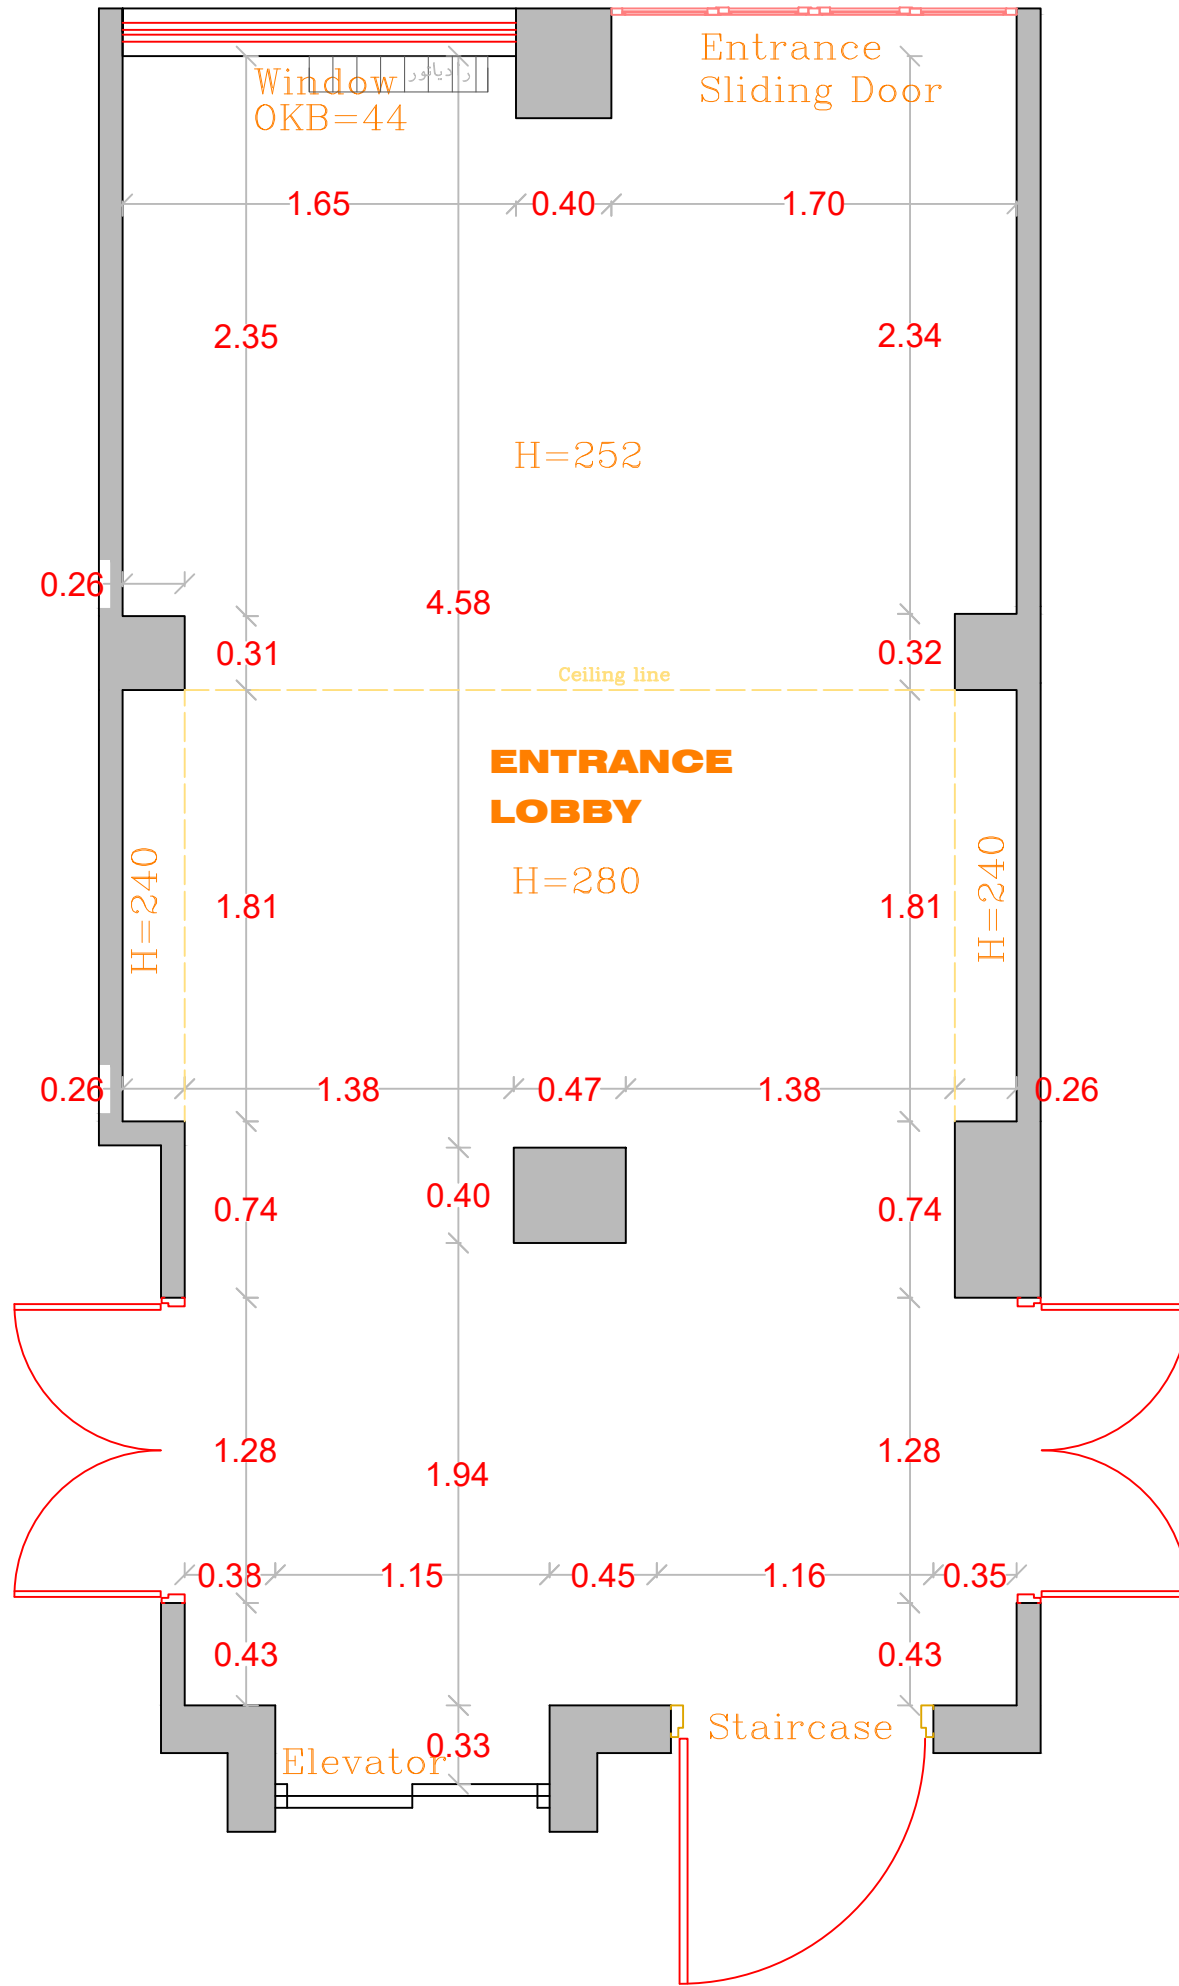 Entrance
Sliding Door
Window
OKB=44
رادیاتور
1.65
0.40
1.70
2.35
2.34
H=252
0.26
4.58
0.31
0.32
Ceiling line
ENTRANCE
LOBBY
H=240
H=280
H=240
1.81
1.81
0.26
1.38
0.47
1.38
0.26
0.74
0.40
0.74
1.28
1.94
1.28
0.38
1.15
0.45
1.16
0.35
0.43
0.43
Staircase
0.33
Elevator